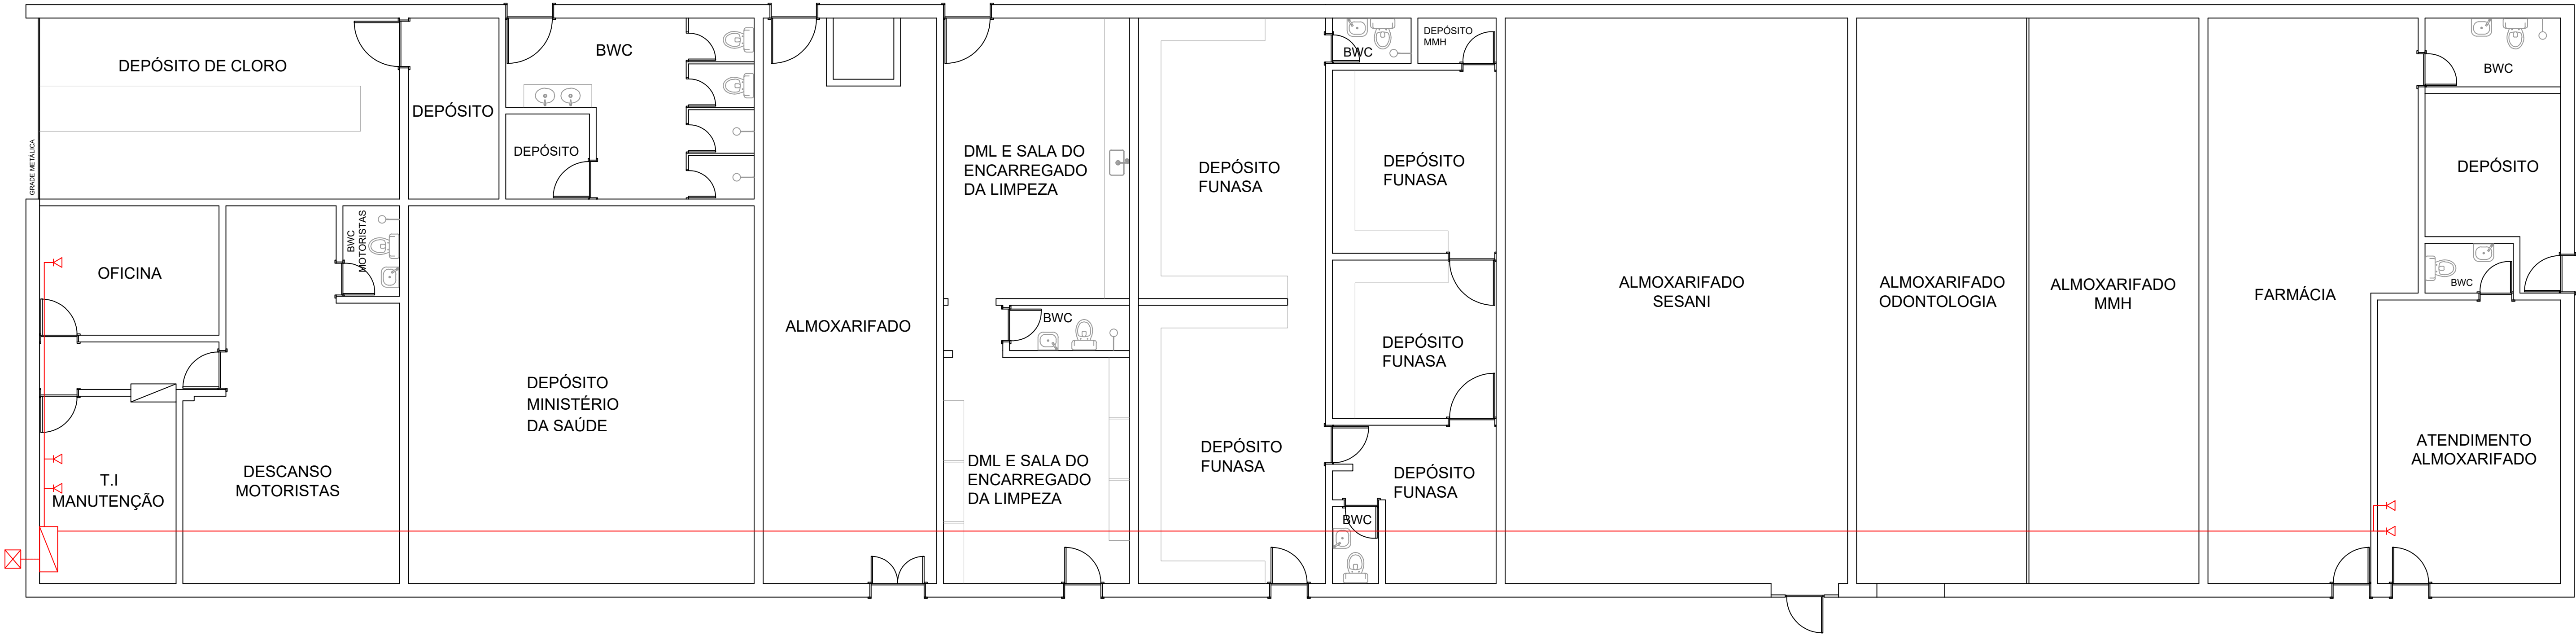 DEPÓSITO DE CLORO
GRADE METÁLICA
DEPÓSITO
BWC
DEPÓSITO
OFICINA
BWC
MOTORISTAS
T.I
MANUTENÇÃO
DESCANSO
MOTORISTAS
DEPÓSITO
MINISTÉRIO
DA SAÚDE
ALMOXARIFADO
DML E SALA DO
ENCARREGADO
DA LIMPEZA
BWC
DML E SALA DO
ENCARREGADO
DA LIMPEZA
DEPÓSITO
FUNASA
DEPÓSITO
FUNASA
BWC
DEPÓSITO
MMH
DEPÓSITO
FUNASA
DEPÓSITO
FUNASA
DEPÓSITO
FUNASA
BWC
ALMOXARIFADO
SESANI
ALMOXARIFADO
ODONTOLOGIA
ALMOXARIFADO
MMH
FARMÁCIA
BWC
DEPÓSITO
BWC
ATENDIMENTO
ALMOXARIFADO